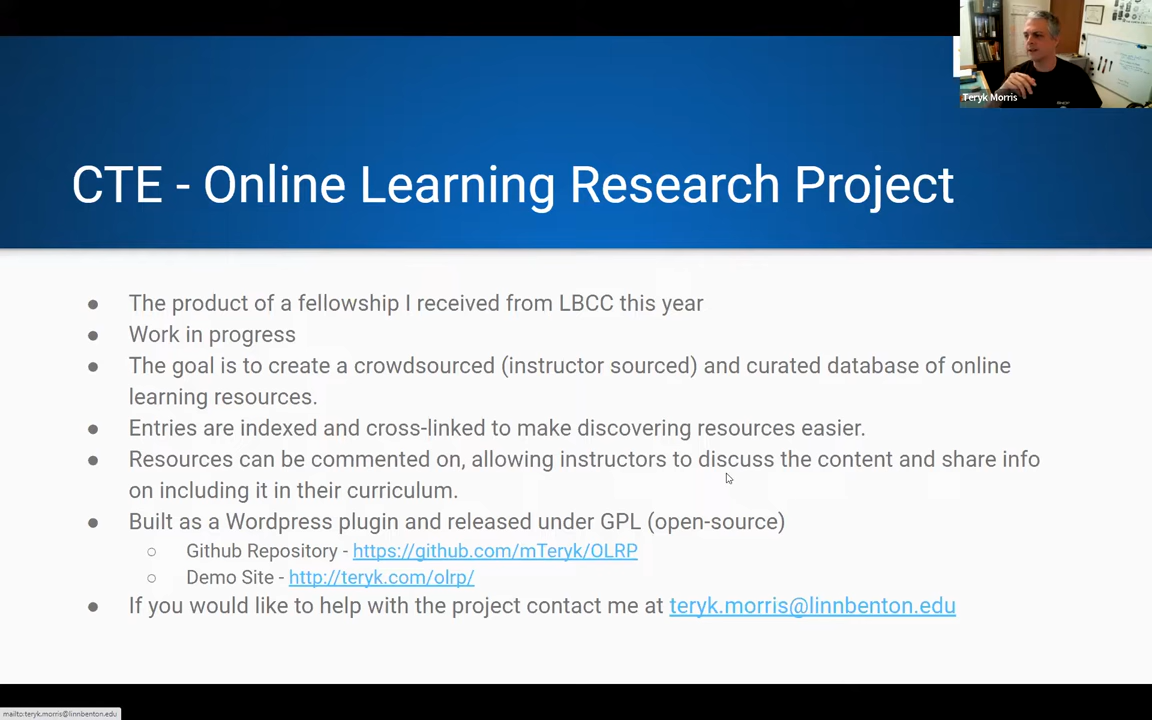 Teryk Morris
CTE - Online Learning Research Project
● The product of a fellowship I received from LBCC this year
● Work in progress
● The goal is to create a crowdsourced (instructor sourced) and curated database of online
learning resources.
● Entries are indexed and cross-linked to make discovering resources easier.
● Resources can be commented on, allowing instructors to discuss the content and share info
on including it in their curriculum.
● Built as a Wordpress plugin and released under GPL (open-source)
○ Github Repository - https://github.com/mTeryk/OLRP
○ Demo Site - http://teryk.com/olrp/
● If you would like to help with the project contact me at teryk.morris@linnbenton.edu
mailto:teryk.morris@linnbenton.edu